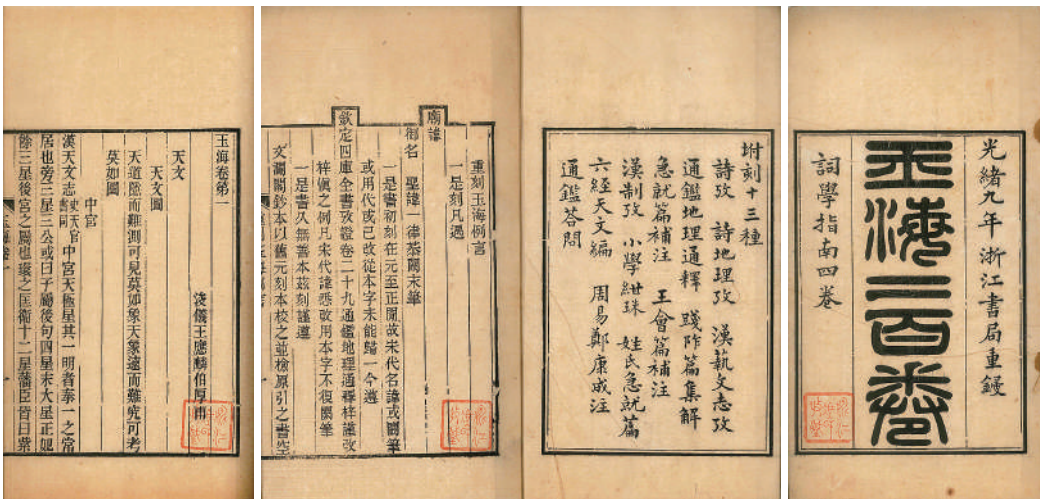 光緒九年浙江書局重鋟
玉海二百卷
詞學指南四卷
坿刻十三種
詩攷 詩地理攷 漢藝文志攷
通鑑地理通釋 踐阼篇集解
急就篇補注 王會篇補注
漢制攷 小學紺珠 姓氏急就篇
六經天文編 周易鄭康成注
通鑑答問
重刻玉海例言
一是刻凡遇
廟諱
御名 聖諱一律恭闕末筆
一是書初刻在元至正閒故宋代名諱或闕筆
或用代或已改從本字未能歸一今遵
欽定四庫全書攷證卷二十九通鑑地理通釋梓謹改
梓愼之例凡宋代諱悉改用本字不復闕筆
一是書久無善本茲刻謹遵
文瀾閣鈔本以舊元刻本校之並檢原引之書空
玉海卷第一
浚儀王應麟伯厚甫
天文
天文圖
天道隱而難測可見莫如象天象遠而難究可考
莫如圖
中宮
漢天文志史天官書同 中宮天極星其一明者泰一之常
居也旁三星三公或曰子屬後句四星末大星正妃
餘三星後宮之屬也環之匡衛十二星藩臣皆曰紫